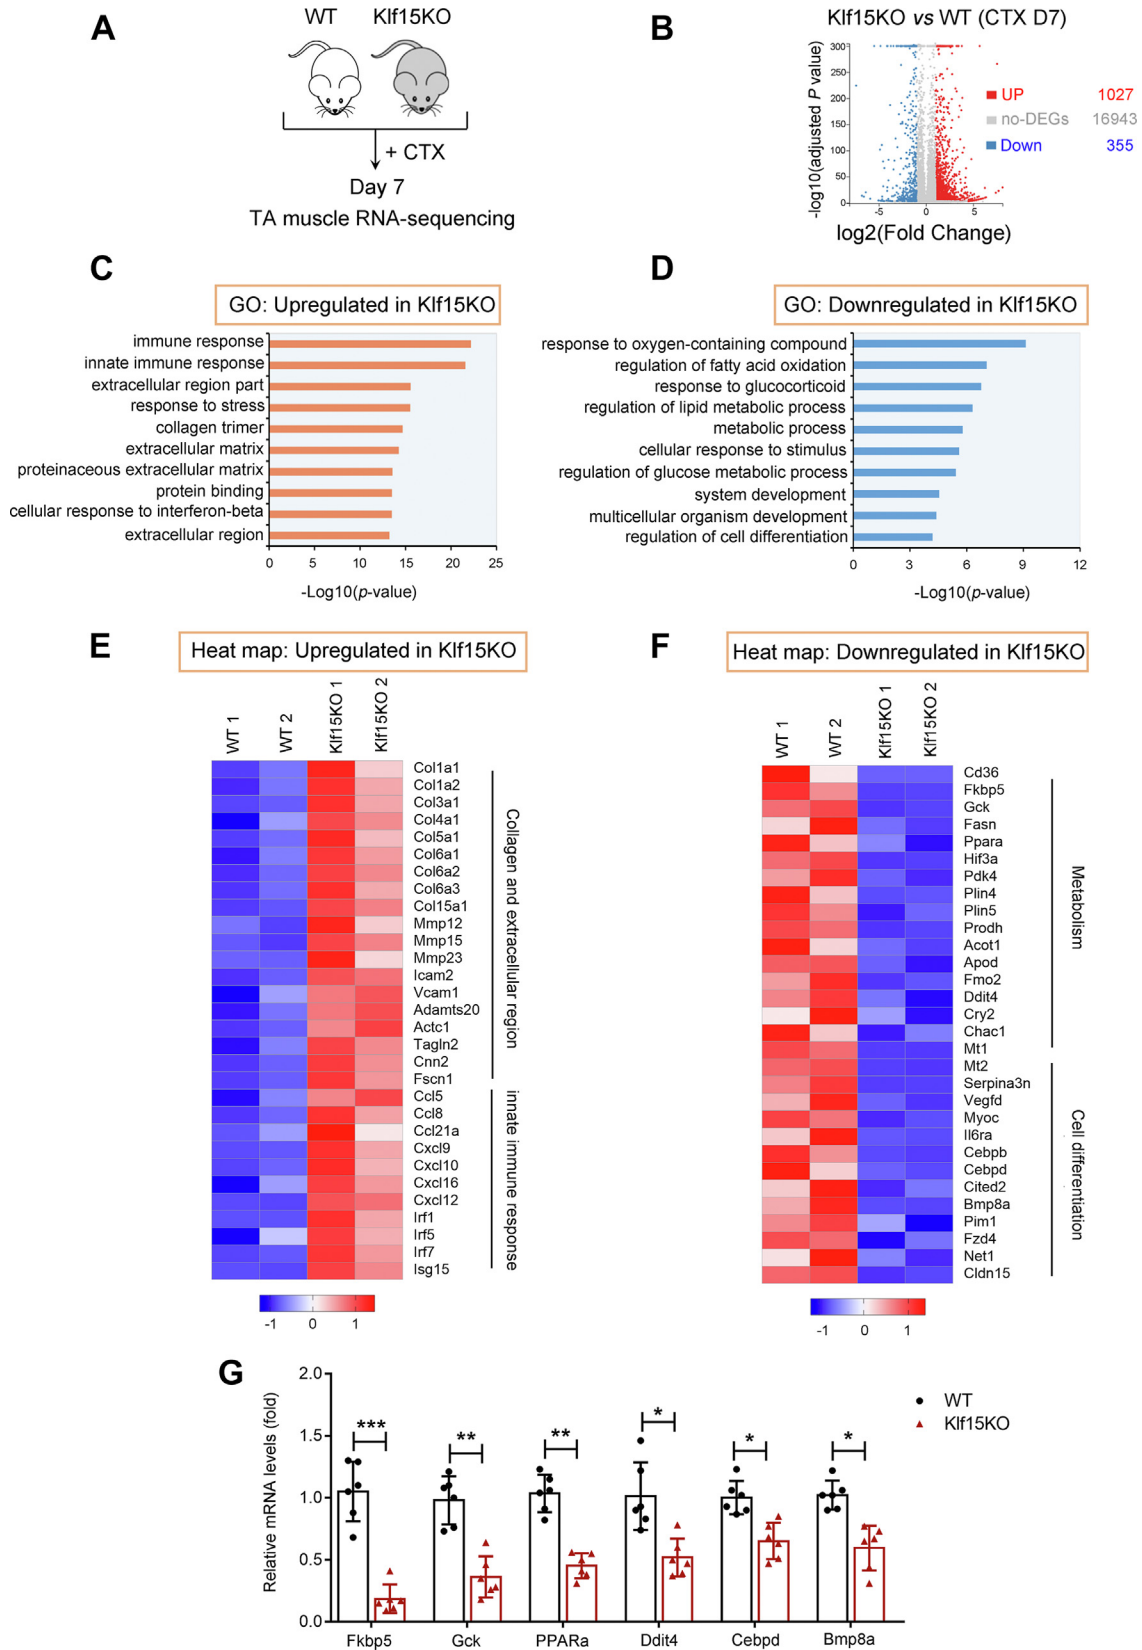 A
WT
Klf15KO
+ CTX
Day 7
TA muscle RNA-sequencing
B
Klf15KO vs WT (CTX D7)
-log10(adjusted P value)
300
250
200
150
100
50
0
-5
0
5
log2(Fold Change)
UP 1027
no-DEGs 16943
Down 355
C
GO: Upregulated in Klf15KO
immune response
innate immune response
extracellular region part
response to stress
collagen trimer
extracellular matrix
proteinaceous extracellular matrix
protein binding
cellular response to interferon-beta
extracellular region
0 5 10 15 20 25
-Log10(p-value)
D
GO: Downregulated in Klf15KO
response to oxygen-containing compound
regulation of fatty acid oxidation
response to glucocorticoid
regulation of lipid metabolic process
metabolic process
cellular response to stimulus
regulation of glucose metabolic process
system development
multicellular organism development
regulation of cell differentiation
0 3 6 9 12
-Log10(p-value)
E
Heat map: Upregulated in Klf15KO
WT 1
WT 2
Klf15KO 1
Klf15KO 2
Col1a1
Col1a2
Col3a1
Col4a1
Col5a1
Col6a1
Col6a2
Col6a3
Col15a1
Mmp12
Mmp15
Mmp23
Icam2
Vcam1
Adamts20
Actc1
Tagln2
Cnn2
Fscn1
Ccl5
Ccl8
Ccl21a
Cxcl9
Cxcl10
Cxcl16
Cxcl12
Irf1
Irf5
Irf7
Isg15
Collagen and extracellular region
innate immune response
-1 0 1
F
Heat map: Downregulated in Klf15KO
WT 1
WT 2
Klf15KO 1
Klf15KO 2
Cd36
Fkbp5
Gck
Fasn
Ppara
Hif3a
Pdk4
Plin4
Plin5
Prodh
Acot1
Apod
Fmo2
Ddit4
Cry2
Chac1
Mt1
Mt2
Serpina3n
Vegfd
Myoc
Il6ra
Cebpb
Cebpd
Cited2
Bmp8a
Pim1
Fzd4
Net1
Cldn15
Metabolism
Cell differentiation
-1 0 1
G
Relative mRNA levels (fold)
2.0
1.5
1.0
0.5
0.0
***
**
**
*
*
*
WT
Klf15KO
Fkbp5 Gck PPARa Ddit4 Cebpd Bmp8a